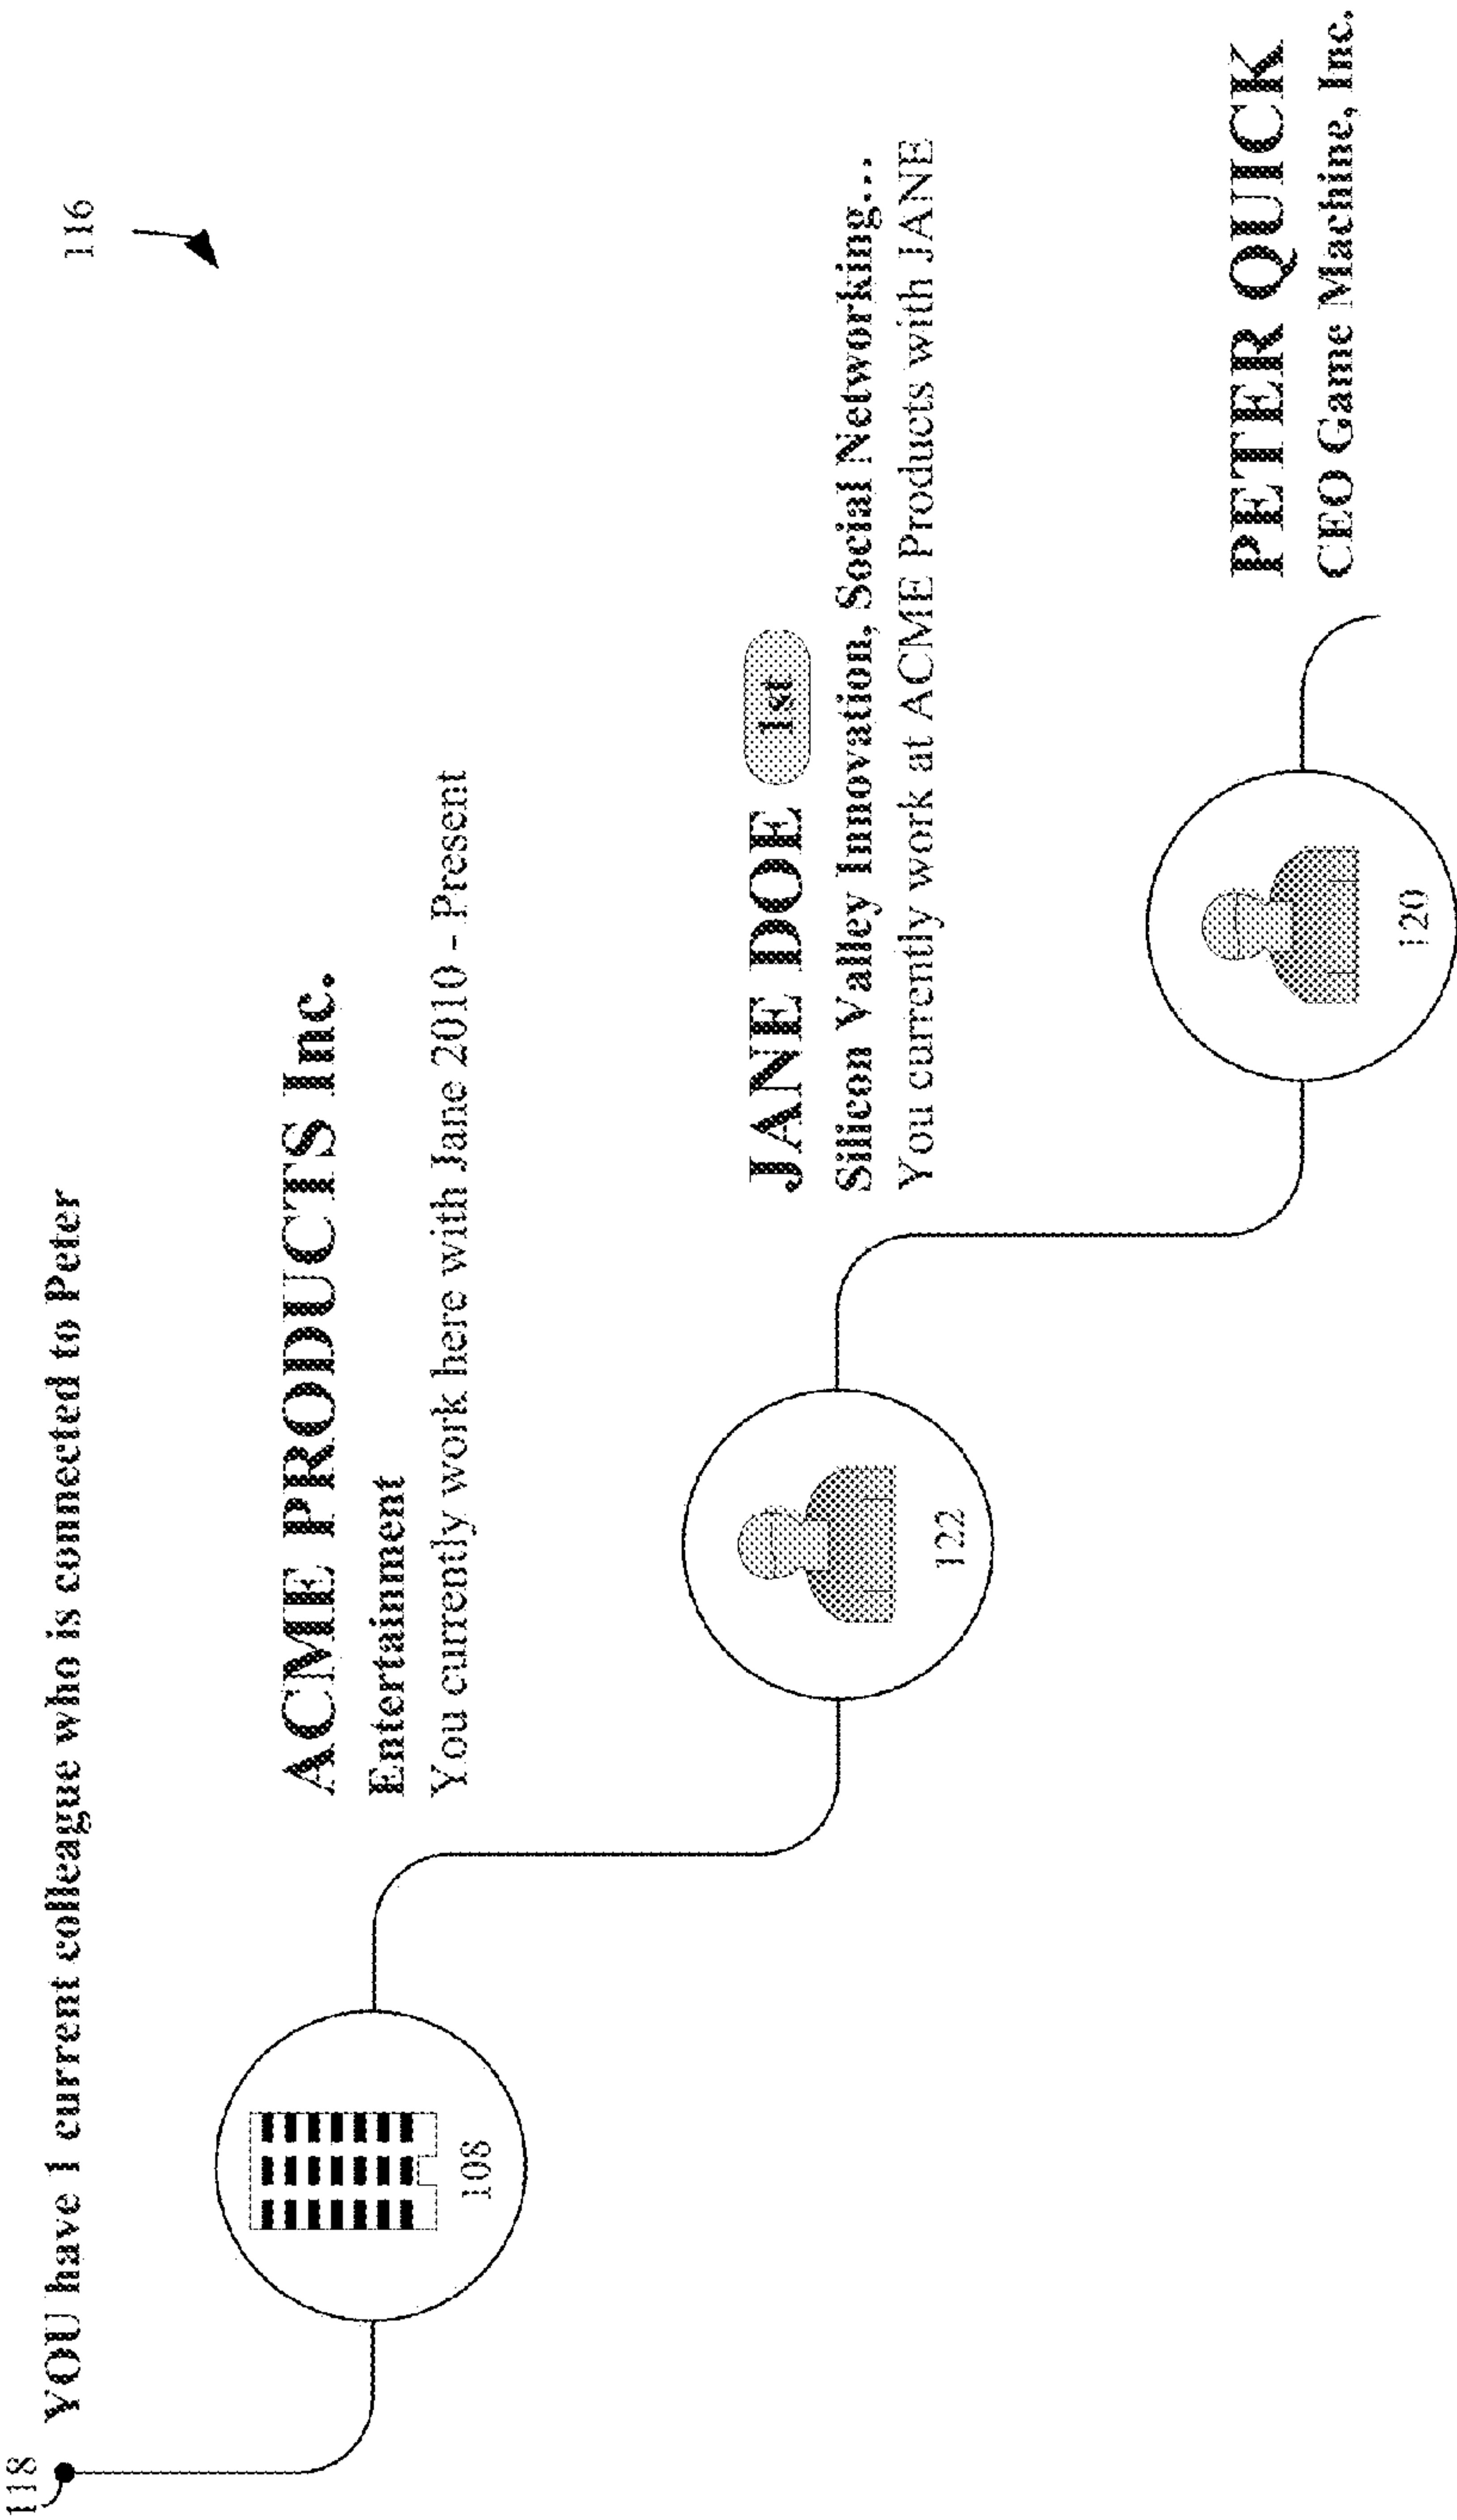 116
118
YOU have 1 current colleague who is connected to Peter
ACME PRODUCTS Inc.
Entertainment
You currently work here with Jane 2010 - Present
108
JANE DOE 1st
Silicon Valley Innovation, Social Networking...
You currently work at ACME Products with JANE
122
PETER QUICK
CEO Game Machine, Inc.
120